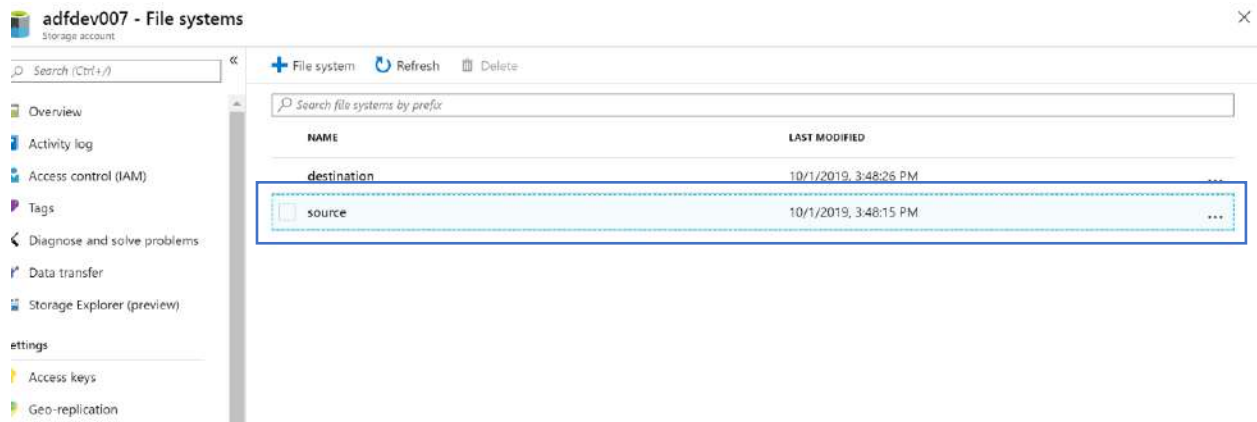 adfdev007 - File systems
Storage account
Search (Ctrl+/)
«
Overview
Activity log
Access control (IAM)
Tags
Diagnose and solve problems
Data transfer
Storage Explorer (preview)
ettings
Access keys
Geo-replication
File system Refresh Delete
Search file systems by prefix
NAME LAST MODIFIED
destination 10/1/2019, 3:48:26 PM ...
source 10/1/2019, 3:48:15 PM ...